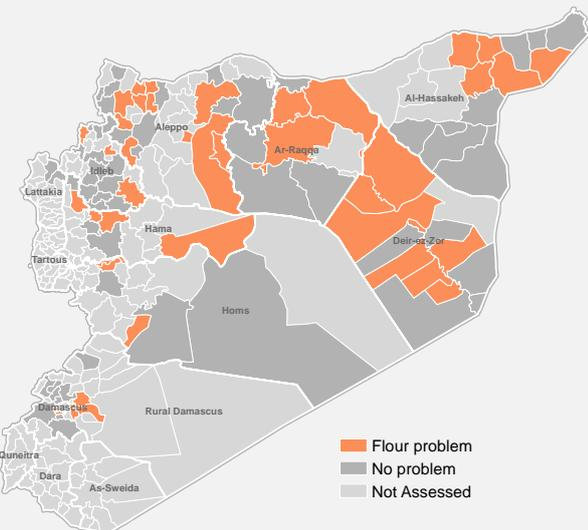 Al-Hassakeh
Aleppo
Ar-Raqqa
Idleb
Lattakia
Hama
Deir-ez-Zor
Tartous
Homs
Damascus
Rural Damascus
Quneitra
Dara
As-Sweida
Flour problem
No problem
Not Assessed